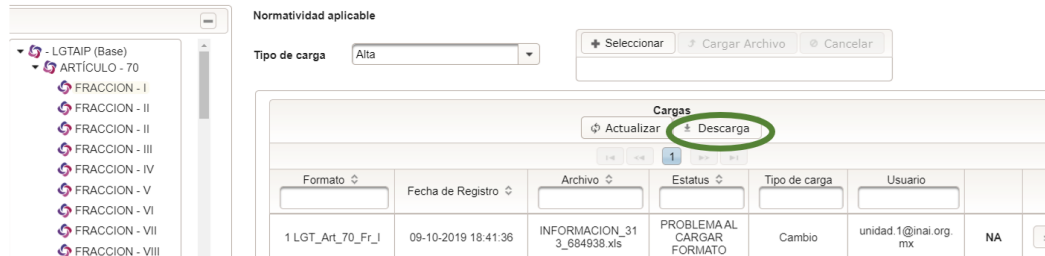 Normatividad aplicable
- LGTAIP (Base)
ARTÍCULO - 70
FRACCION - I
FRACCION - II
FRACCION - II
FRACCION - III
FRACCION - IV
FRACCION - V
FRACCION - VI
FRACCION - VII
FRACCION - VIII
Tipo de carga Alta
Seleccionar Cargar Archivo Cancelar
Cargas
Actualizar Descarga
1
Formato Fecha de Registro Archivo Estatus Tipo de carga Usuario
1 LGT_Art_70_Fr_I 09-10-2019 18:41:36 INFORMACION_31 PROBLEMA AL Cambio unidad.1@inai.org. NA
3_684938.xls CARGAR mx
FORMATO